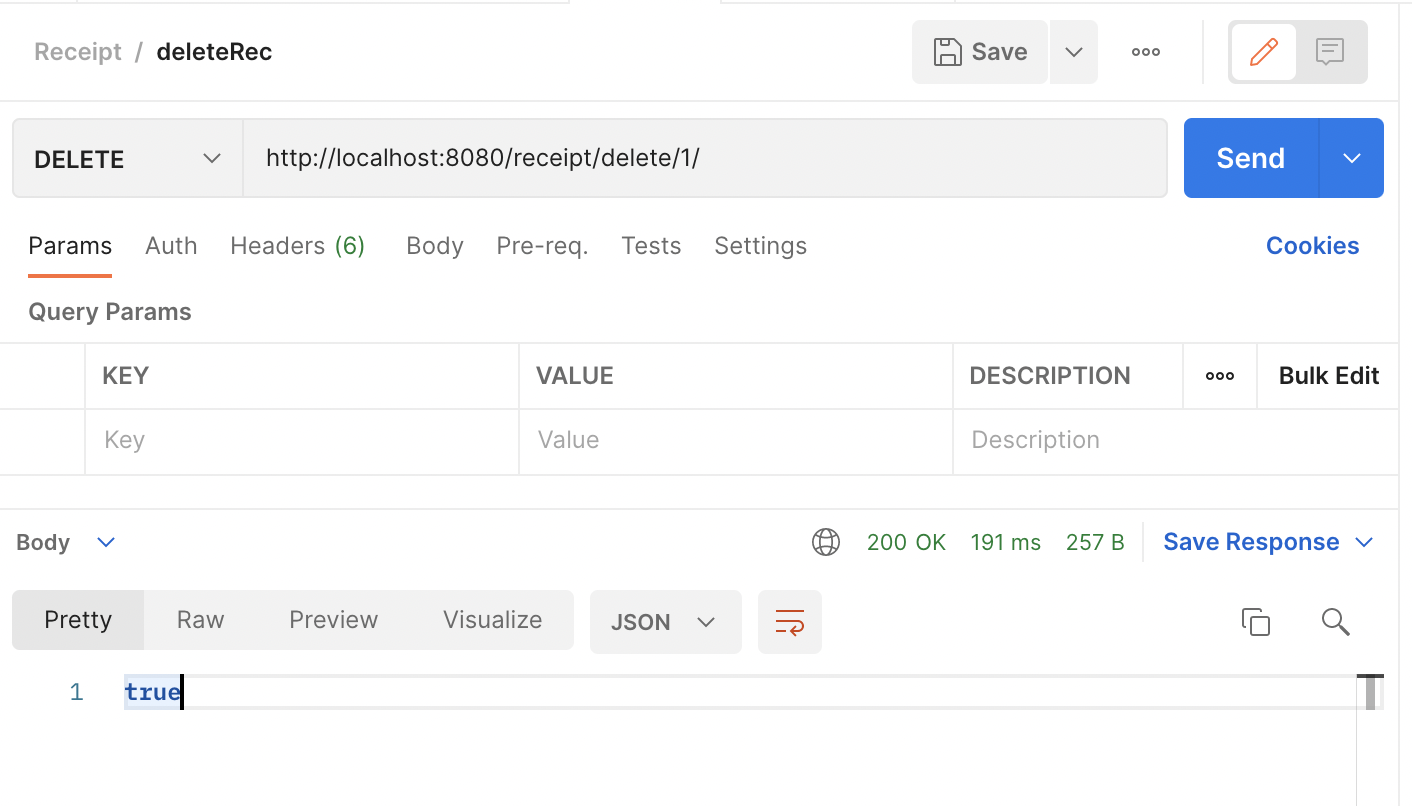 Receipt / deleteRec
Save
DELETE
http://localhost:8080/receipt/delete/1/
Send
Params Auth Headers (6) Body Pre-req. Tests Settings Cookies
Query Params
KEY VALUE DESCRIPTION Bulk Edit
Key Value Description
Body 200 OK 191 ms 257 B Save Response
Pretty Raw Preview Visualize JSON
1 true